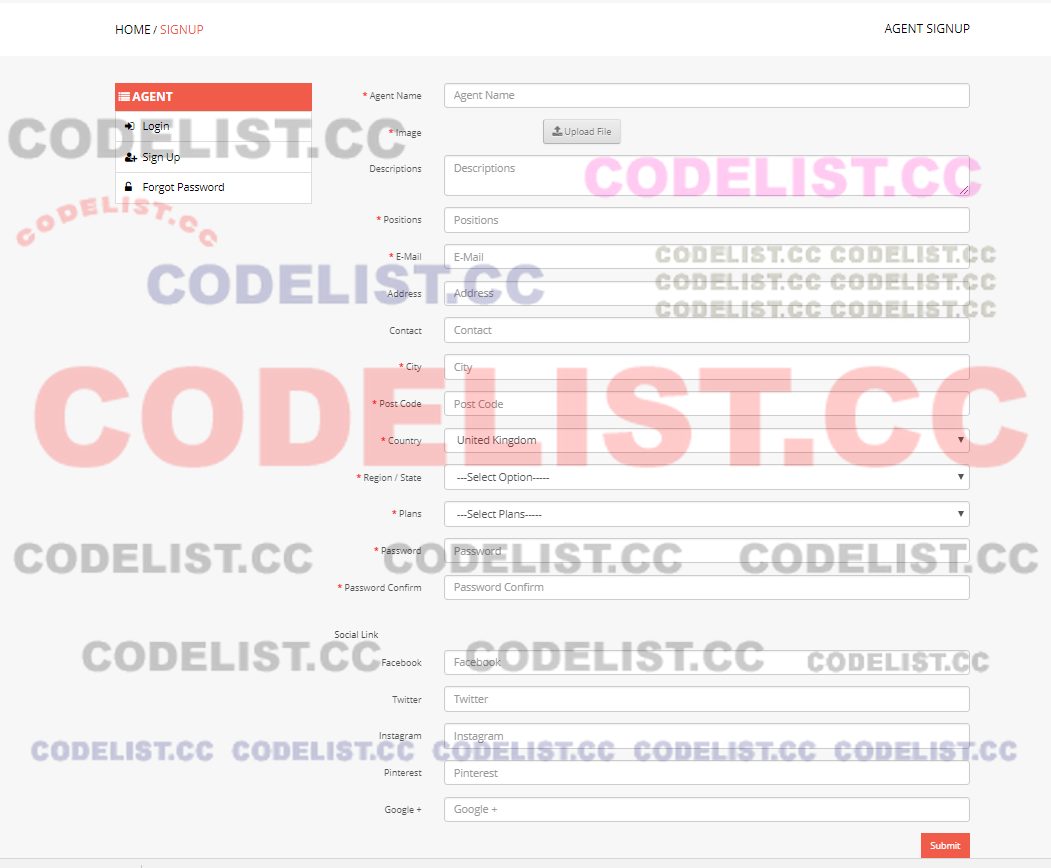 HOME / SIGNUP
AGENT SIGNUP
AGENT
Login
Sign Up
Forgot Password
* Agent Name
Agent Name
* Image
Upload File
Descriptions
Descriptions
* Positions
Positions
* E-Mail
E-Mail
Address
Address
Contact
Contact
* City
City
* Post Code
Post Code
* Country
United Kingdom
* Region / State
---Select Option-----
* Plans
---Select Plans-----
* Password
Password
* Password Confirm
Password Confirm
Social Link
Facebook
Facebook
Twitter
Twitter
Instagram
Instagram
Pinterest
Pinterest
Google +
Google +
Submit
CODELIST.CC
CODELIST.CC
CODELIST.CC
CODELIST.CC
CODELIST.CC CODELIST.CC
CODELIST.CC CODELIST.CC
CODELIST.CC CODELIST.CC
CODELIST.CC
CODELIST.CC CODELIST.CC CODELIST.CC
CODELIST.CC CODELIST.CC CODELIST.CC
CODELIST.CC CODELIST.CC CODELIST.CC CODELIST.CC CODELIST.CC